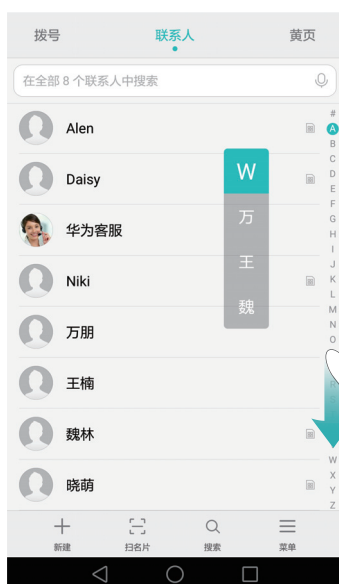 拨号 联系人 黄页
在全部 8 个联系人中搜索
Alen
Daisy
华为客服
Niki
万朋
王楠
魏林
晓萌
W
万
王
魏
#
A
B
C
D
E
F
G
H
I
J
K
L
M
N
O
R
W
X
Y
Z
新建 扫名片 搜索 菜单